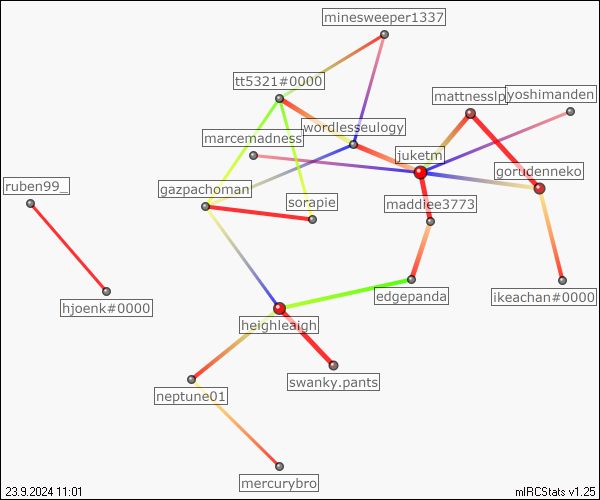 minesweeper1337
tt5321#0000
mattnesslp
yoshimanden
wordlesseulogy
marcemadness
juketm
gorudenneko
ruben99_
gazpachoman
sorapie
maddiee3773
edgepanda
ikeachan#0000
hjoenk#0000
heighleaigh
swanky.pants
neptune01
mercurybro
23.9.2024 11:01
mIRCStats v1.25